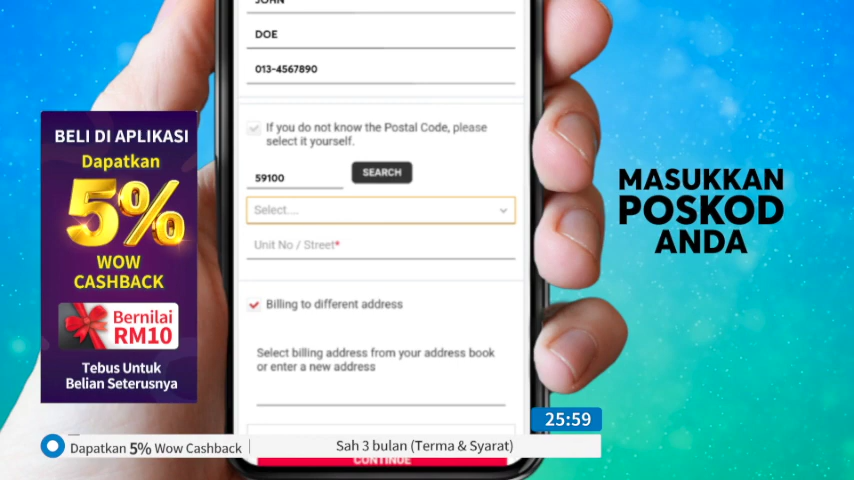 JOHN
DOE
013-4567890
If you do not know the Postal Code, please
select it yourself.
59100
SEARCH
Select....
Unit No / Street*
Billing to different address
Select billing address from your address book
or enter a new address
CONTINUE
BELI DI APLIKASI
Dapatkan
5%
WOW
CASHBACK
Bernilai
RM10
Tebus Untuk
Belian Seterusnya
MASUKKAN
POSKOD
ANDA
25:59
Dapatkan 5% Wow Cashback
Sah 3 bulan (Terma & Syarat)